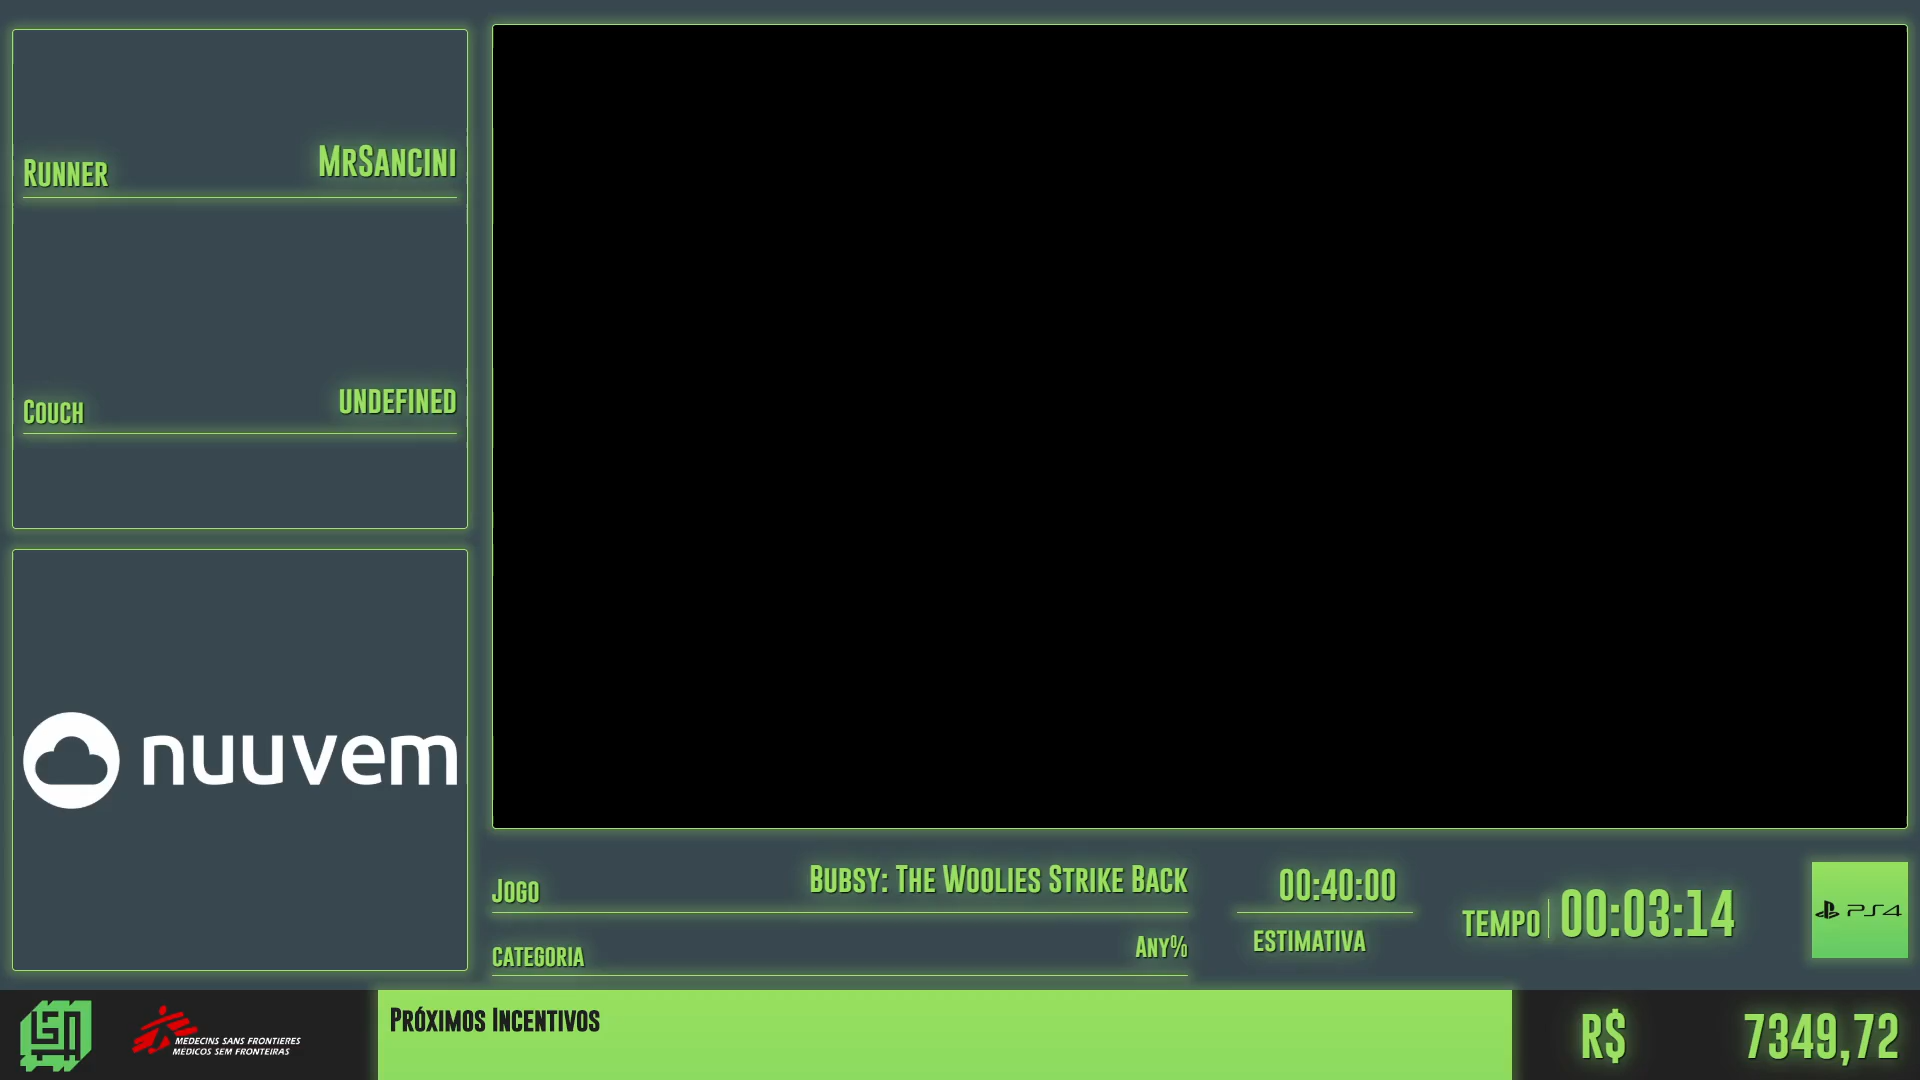 Runner
MrSancini
Couch
undefined
nuuvem
Jogo
Bubsy: The Woolies Strike Back
categoria
Any%
00:40:00
estimativa
tempo
00:03:14
PS4
MEDECINS SANS FRONTIERES
MEDICOS SEM FRONTEIRAS
Próximos Incentivos
R$ 7349,72